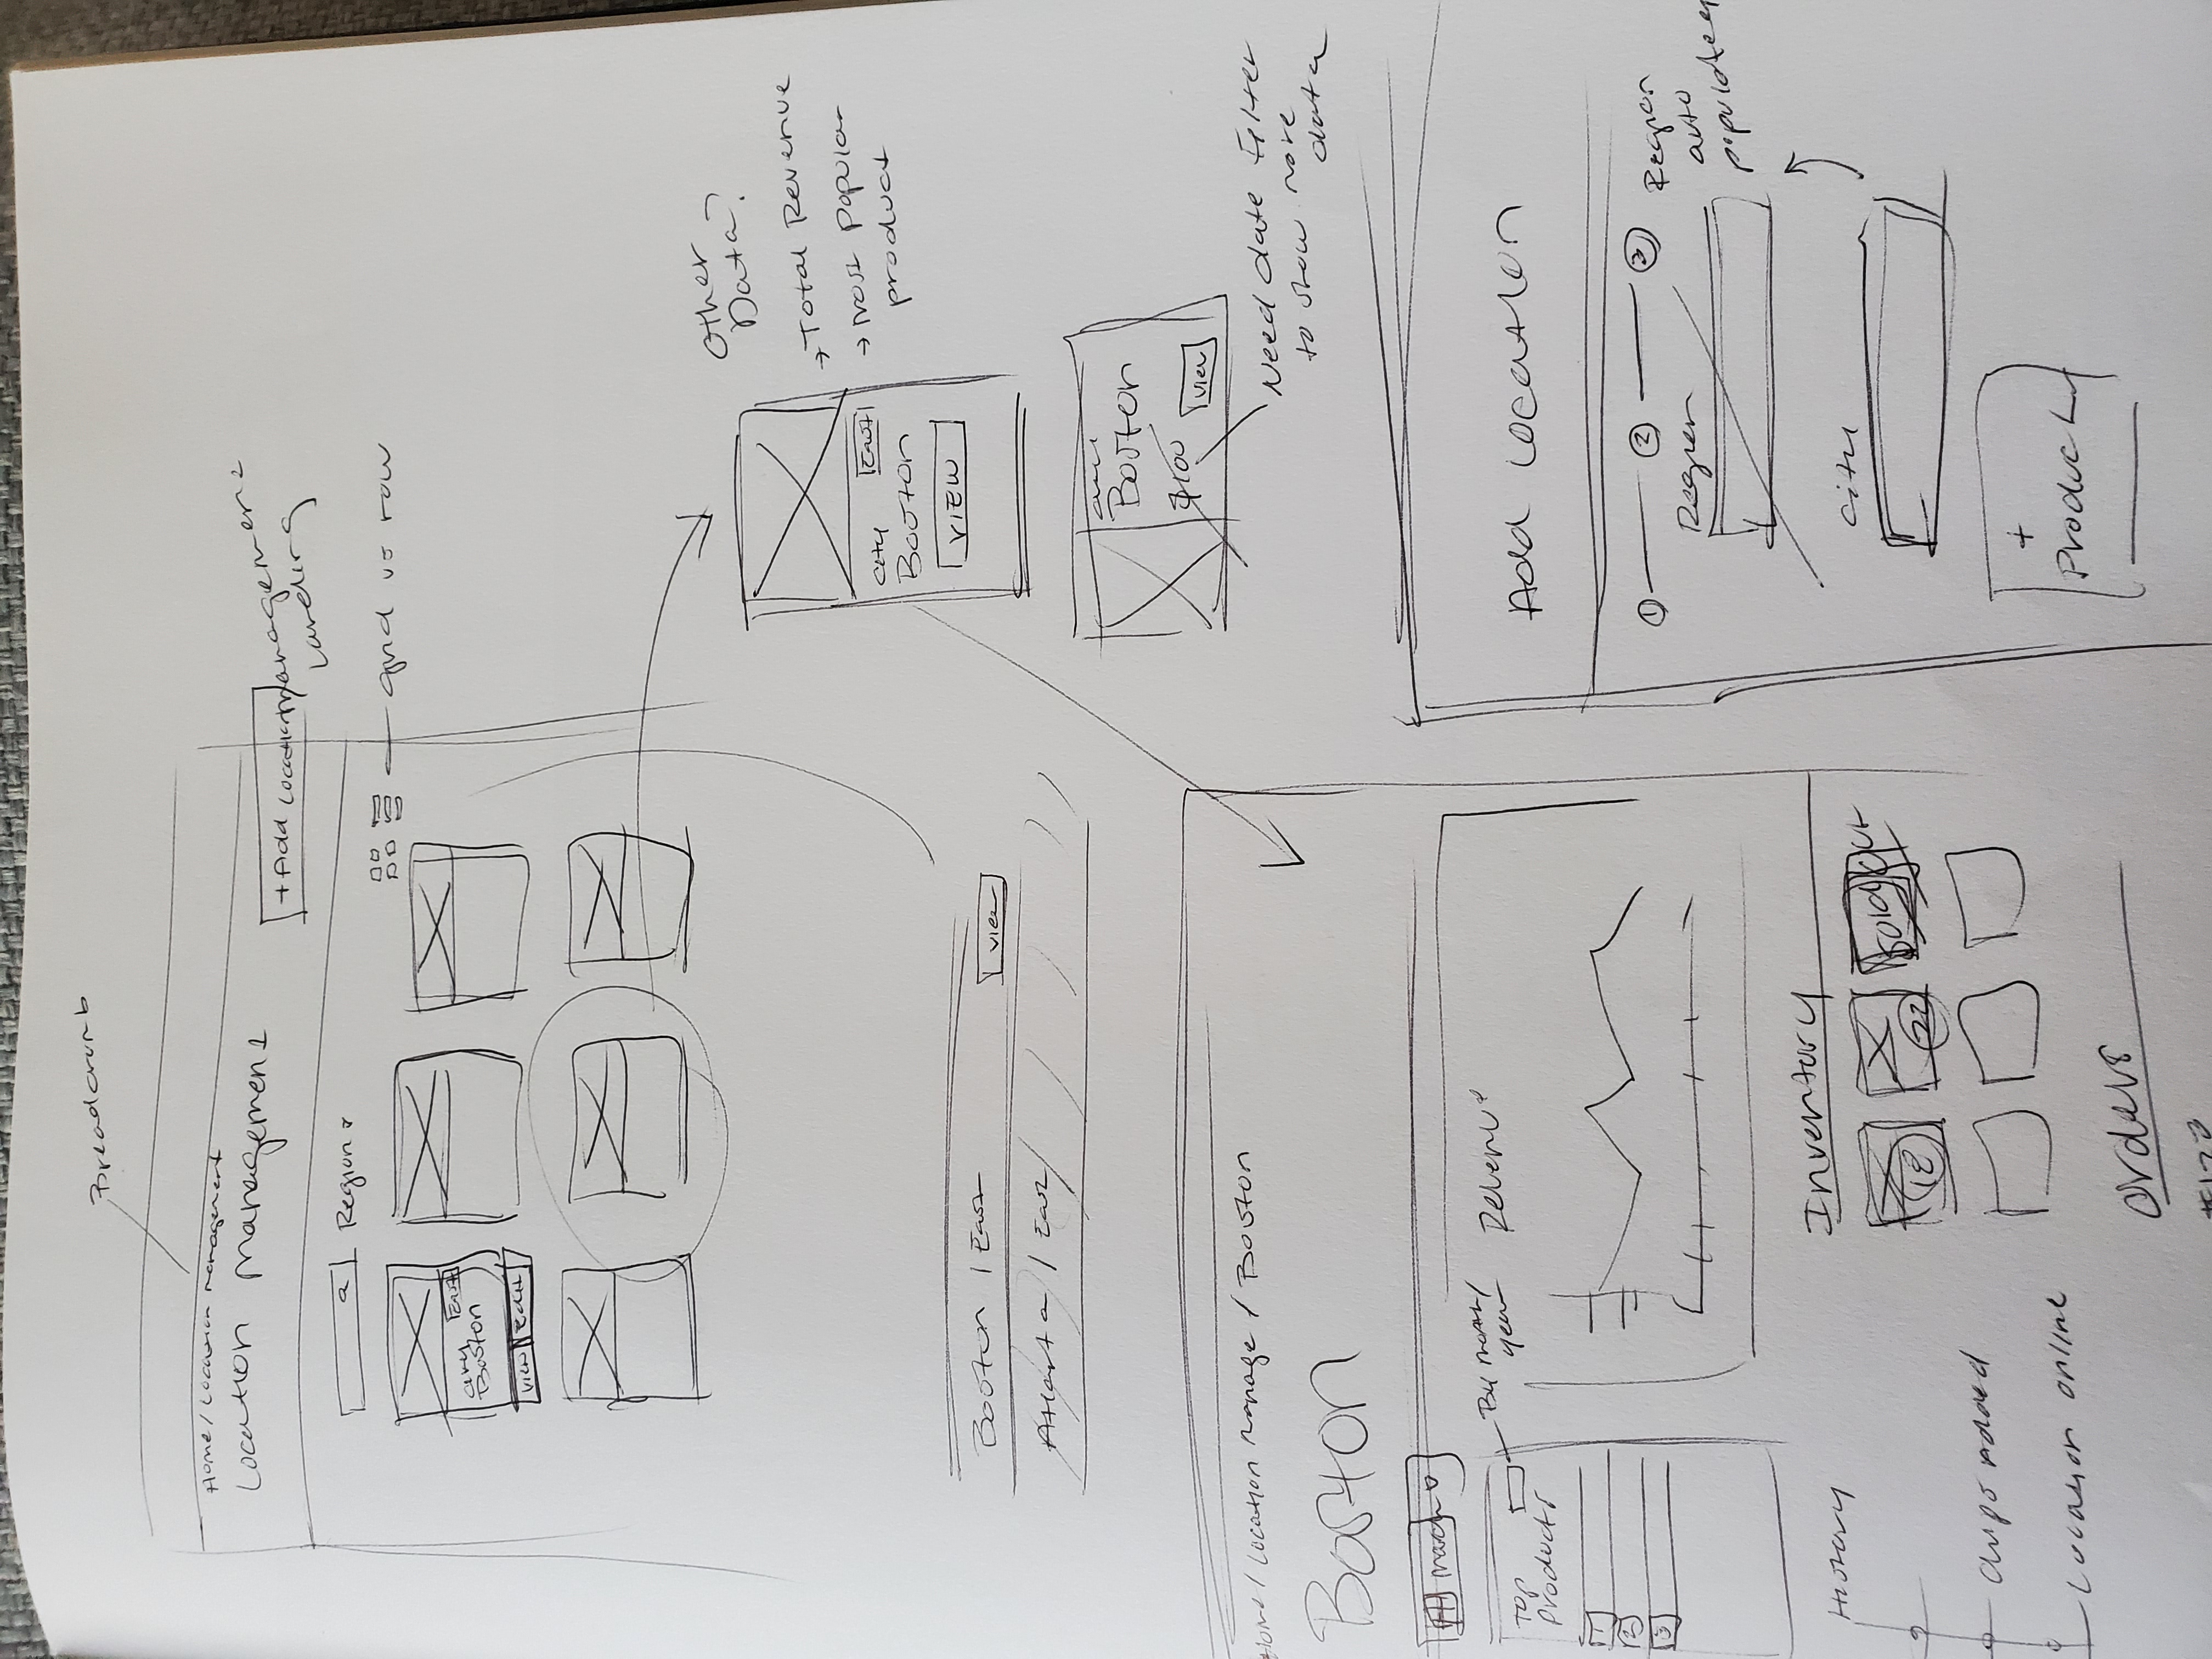 Breadcrumb
Home / Location Management
Location Management
+ Add Location
Management
Landing
Region
grid vs row
City East
Boston
View Edit
Other
Data?
→ Total Revenue
→ Most Popular
product
City East
Boston
VIEW
Boston / East View
Atlanta / East
City
Boston
$100
View
Need date Filter
to show more
data
Home / Location Manage / Boston
Boston
March
By Month/
year
Top
Products
1
2
3
Revenue
Inventory
18
22
Sold Out
History
Chips Added
Location online
Orders
#123
Add Location
1 2 3
Region
Region
auto
populated
City
+
Product